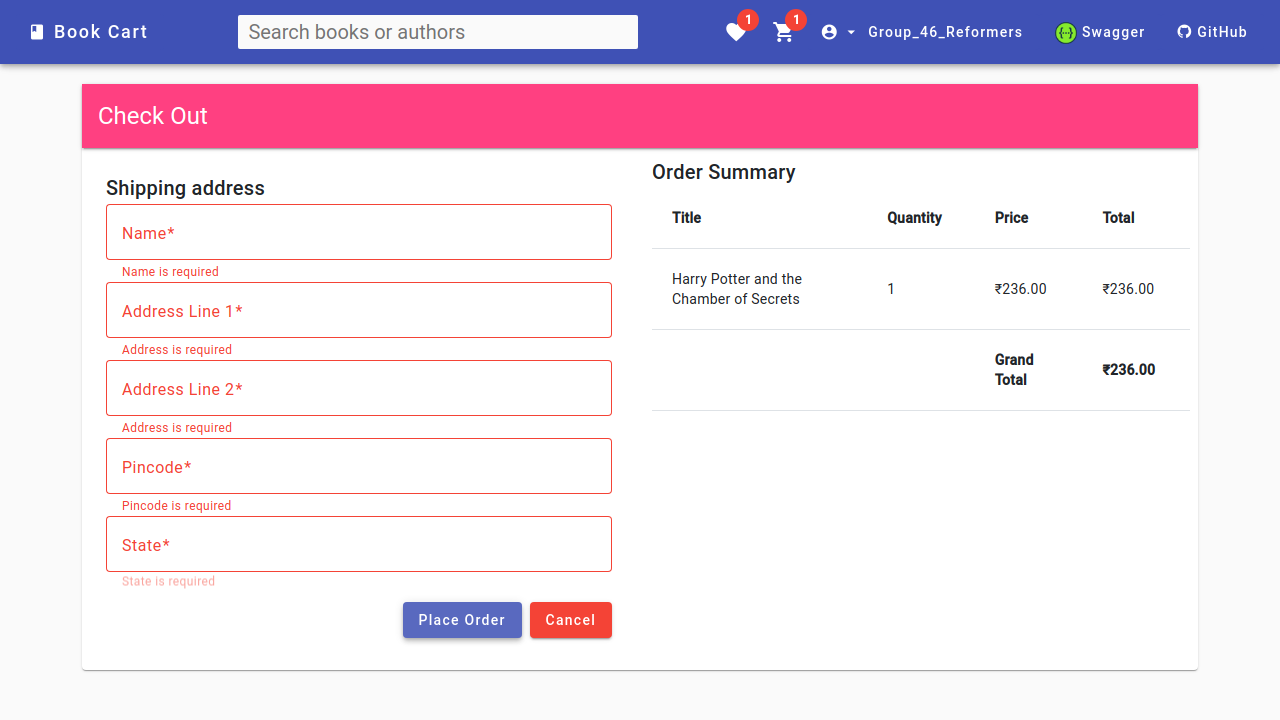 Book Cart
Search books or authors
1
1
Group_46_Reformers
Swagger
GitHub
Check Out
Shipping address
Name*
Name is required
Address Line 1*
Address is required
Address Line 2*
Address is required
Pincode*
Pincode is required
State*
State is required
Place Order
Cancel
Order Summary
Title Quantity Price Total
Harry Potter and the
Chamber of Secrets
1 ₹236.00 ₹236.00
Grand
Total
₹236.00